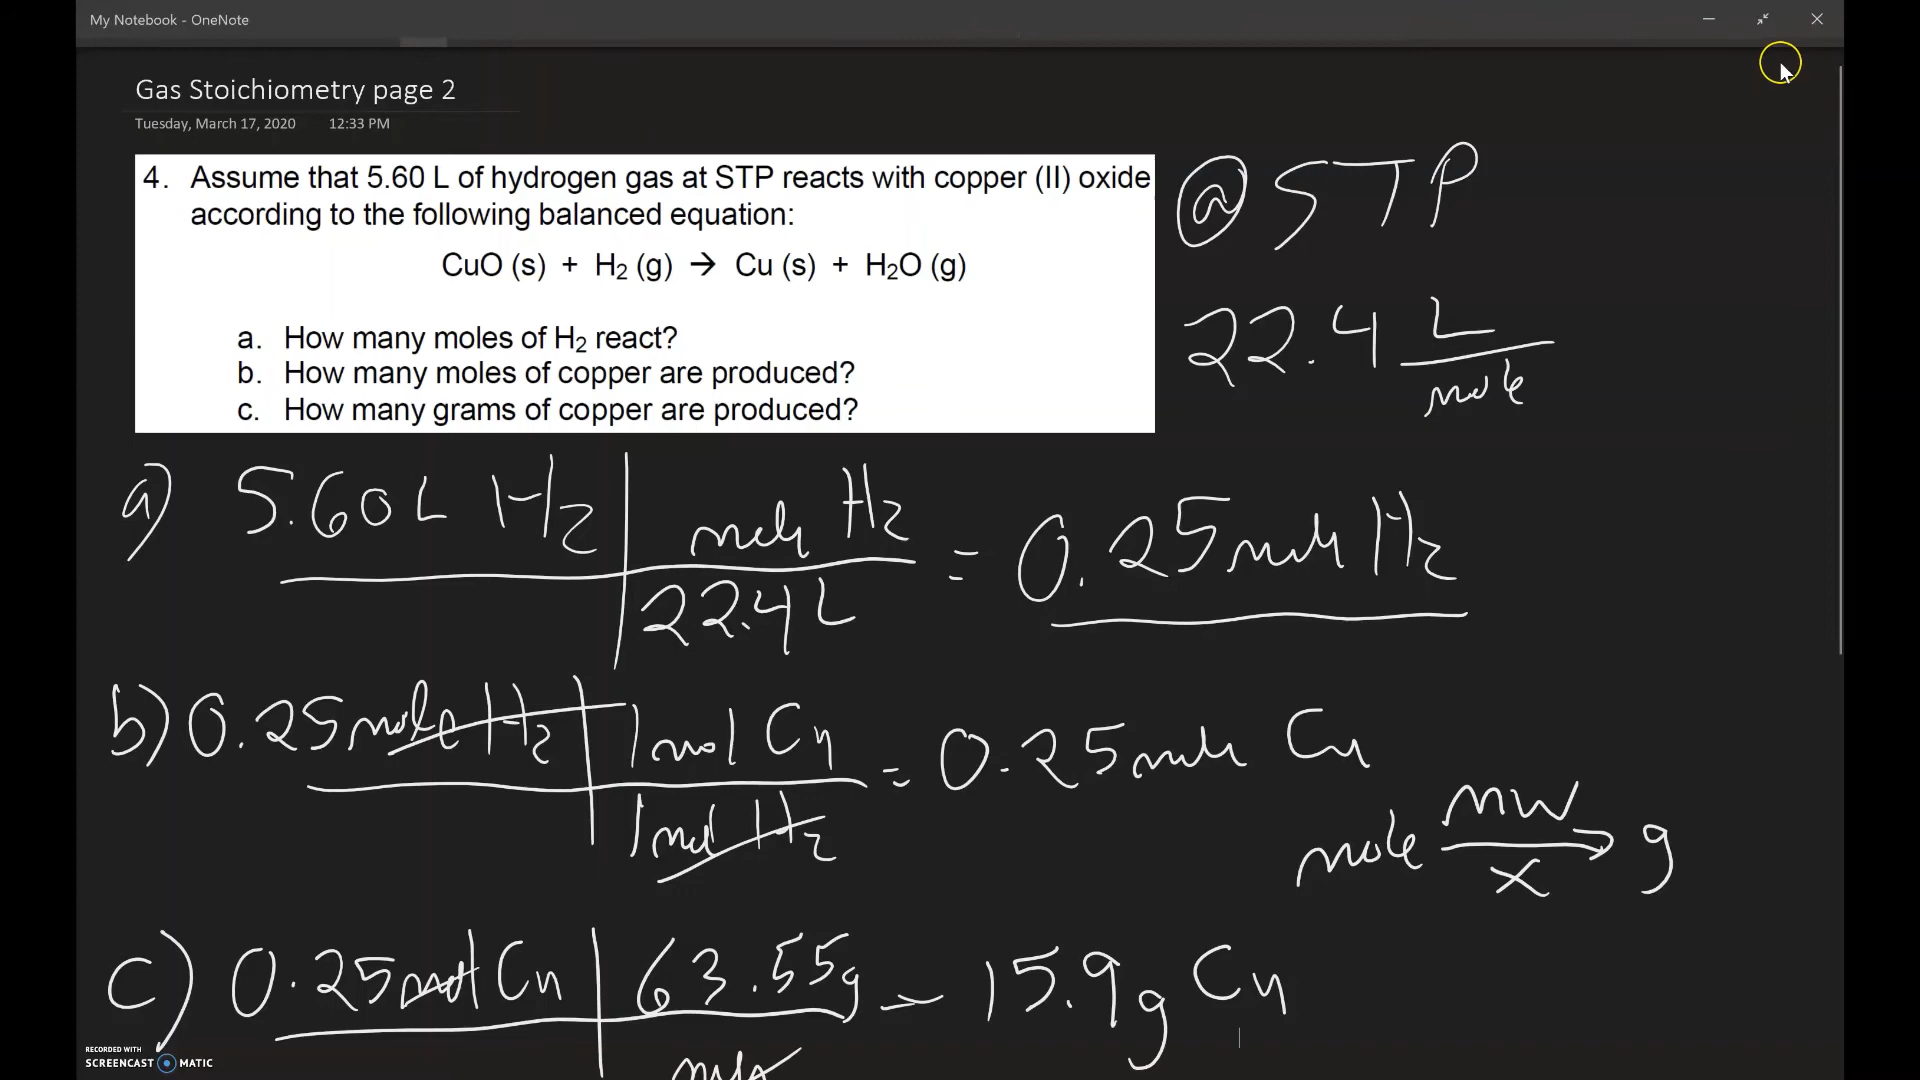 My Notebook - OneNote
Gas Stoichiometry page 2
Tuesday, March 17, 2020 12:33 PM
4. Assume that 5.60 L of hydrogen gas at STP reacts with copper (II) oxide
according to the following balanced equation:
CuO (s) + H₂ (g) → Cu (s) + H₂O (g)
a. How many moles of H₂ react?
b. How many moles of copper are produced?
c. How many grams of copper are produced?
@ STP
22.4 L
mole
a) 5.60 L H₂ | mole H₂ = 0.25 mole H₂
22.4 L
b) 0.25 mole H₂ | 1 mol Cu = 0.25 mole Cu
1 mol H₂
mole MW → g
x
c) 0.25 mol Cu | 63.55 g = 15.9 g Cu
mole
RECORDED WITH
SCREENCAST MATIC